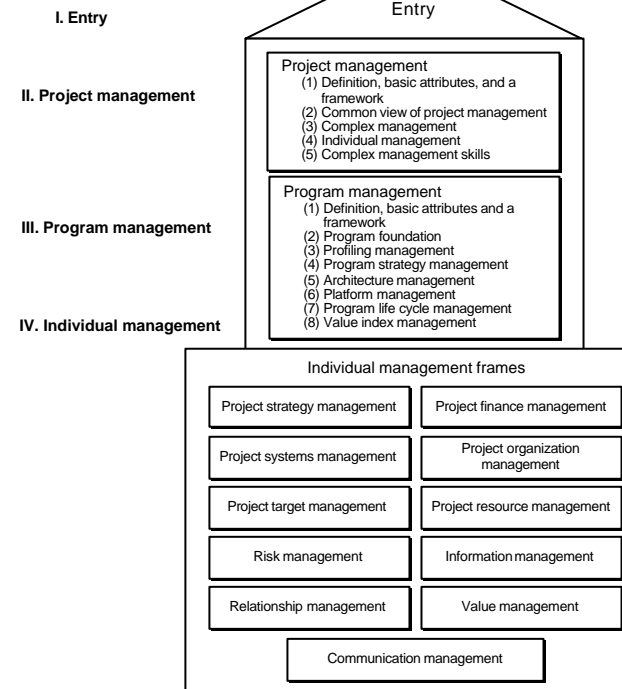 Entry
I. Entry
II. Project management
Project management
(1) Definition, basic attributes, and a
framework
(2) Common view of project management
(3) Complex management
(4) Individual management
(5) Complex management skills
III. Program management
Program management
(1) Definition, basic attributes and a
framework
(2) Program foundation
(3) Profiling management
(4) Program strategy management
(5) Architecture management
(6) Platform management
(7) Program life cycle management
(8) Value index management
IV. Individual management
Individual management frames
Project strategy management
Project finance management
Project systems management
Project organization
management
Project target management
Project resource management
Risk management
Information management
Relationship management
Value management
Communication management